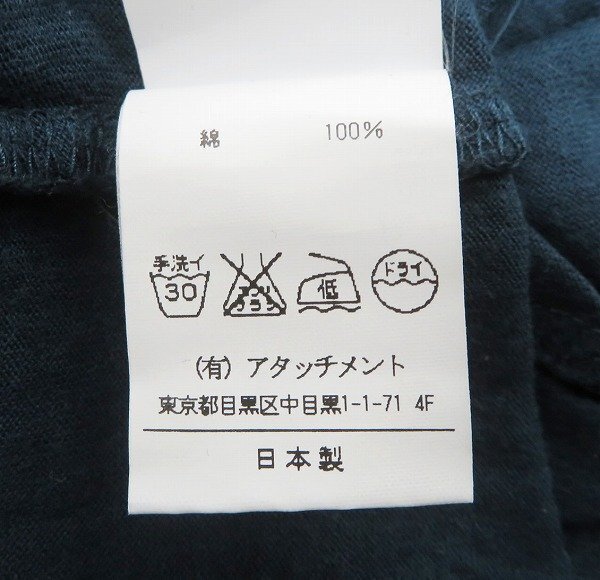 綿 100%
手洗イ 30 エンソ サラシ 低 ドライ
(有) アタッチメント
東京都目黒区中目黒1-1-71 4F
日本製